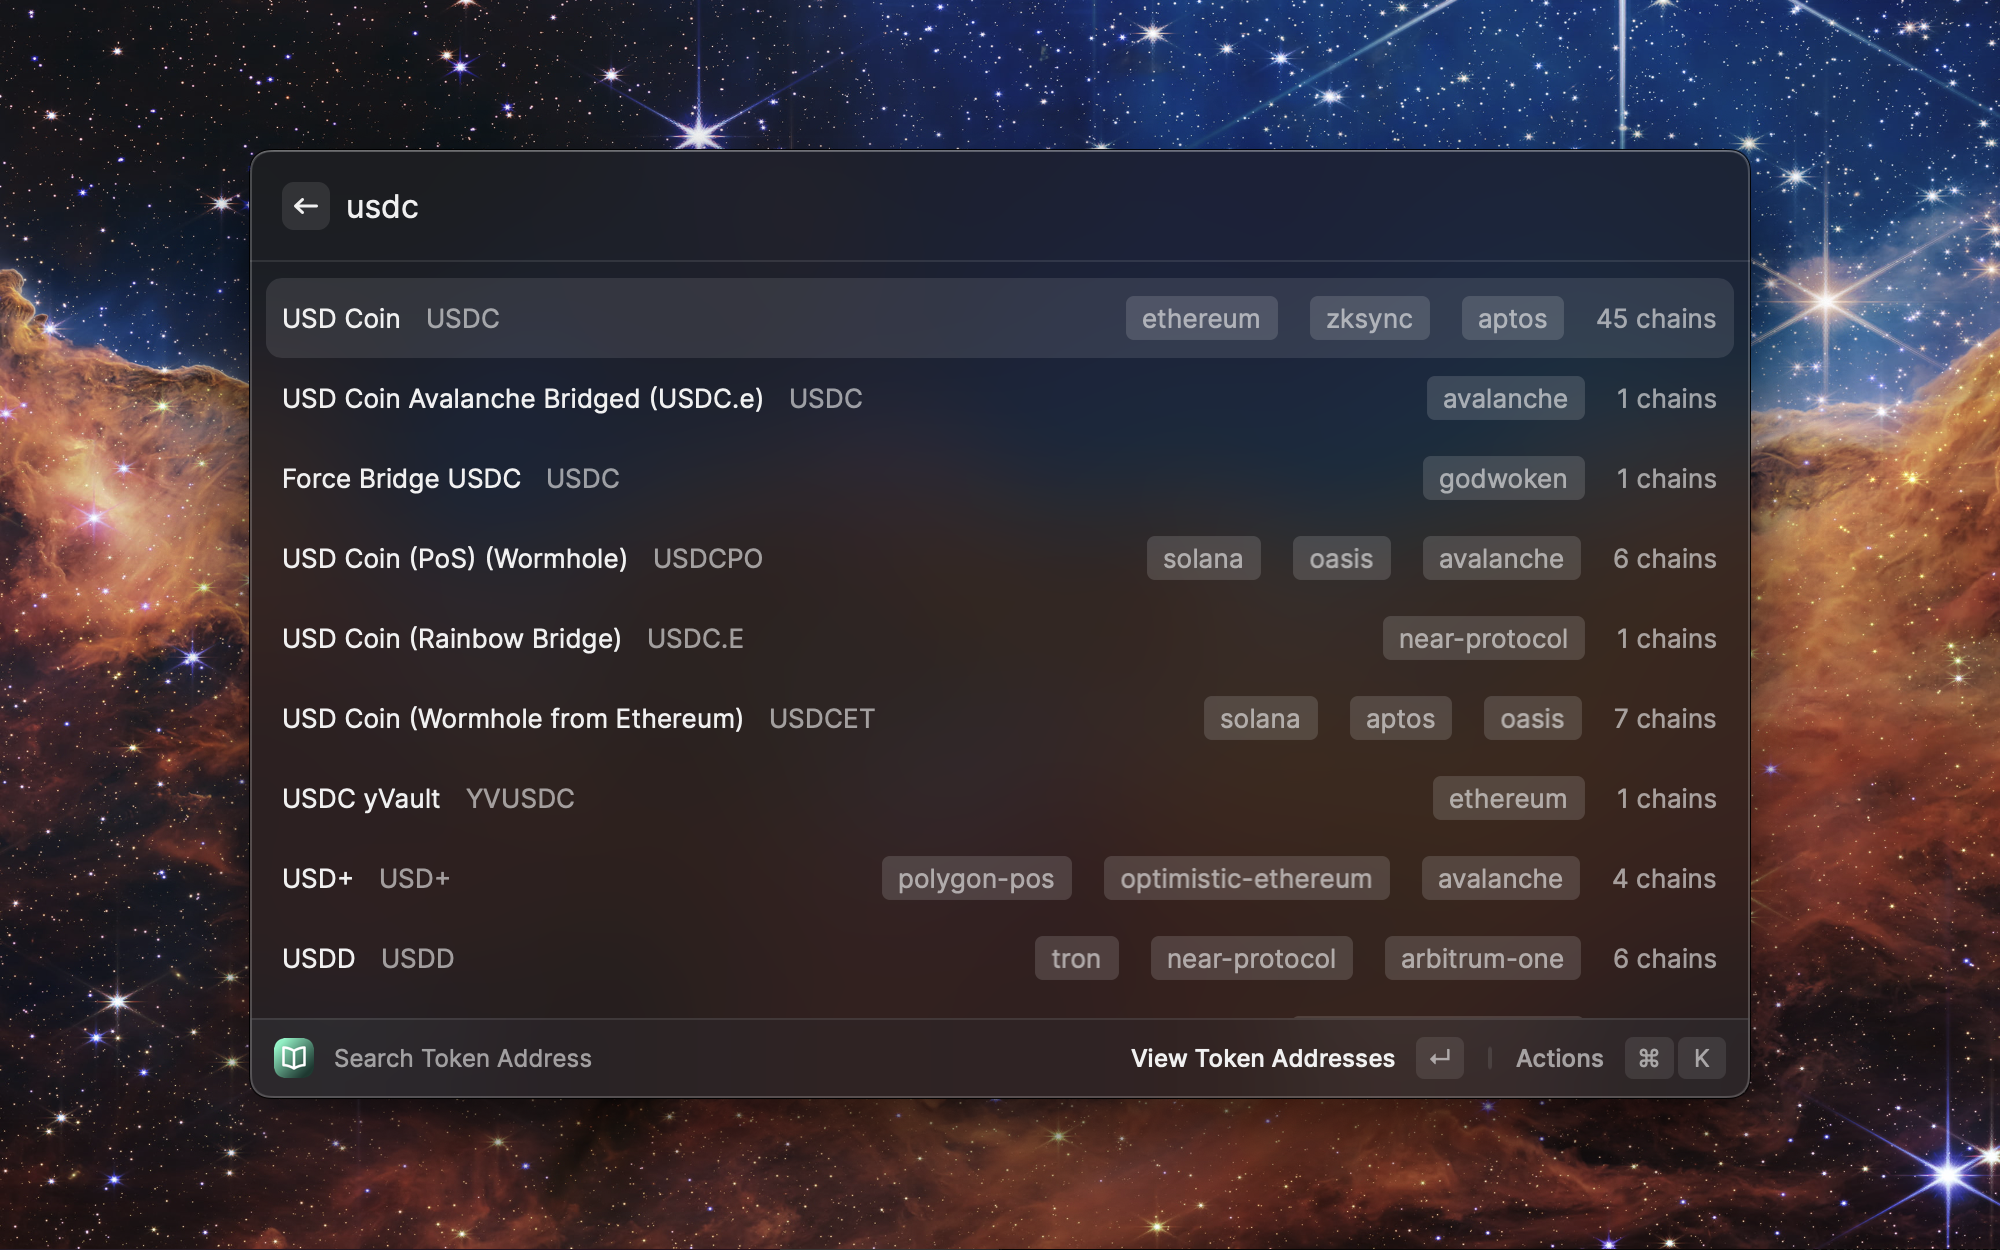 usdc
USD Coin USDC ethereum zksync aptos 45 chains
USD Coin Avalanche Bridged (USDC.e) USDC avalanche 1 chains
Force Bridge USDC USDC godwoken 1 chains
USD Coin (PoS) (Wormhole) USDCPO solana oasis avalanche 6 chains
USD Coin (Rainbow Bridge) USDC.E near-protocol 1 chains
USD Coin (Wormhole from Ethereum) USDCET solana aptos oasis 7 chains
USDC yVault YVUSDC ethereum 1 chains
USD+ USD+ polygon-pos optimistic-ethereum avalanche 4 chains
USDD USDD tron near-protocol arbitrum-one 6 chains
Search Token Address View Token Addresses ↵ Actions ⌘ K